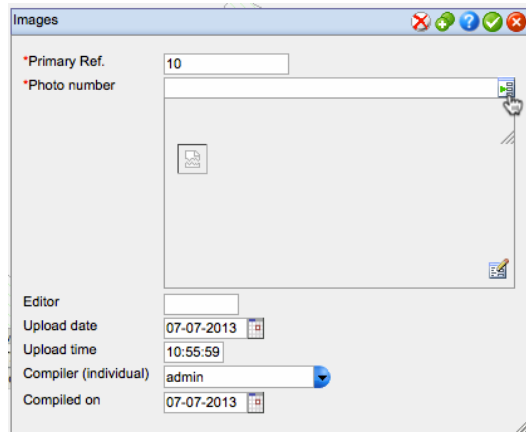 Images
*Primary Ref. 10
*Photo number
Editor
Upload date 07-07-2013
Upload time 10:55:59
Compiler (individual) admin
Compiled on 07-07-2013